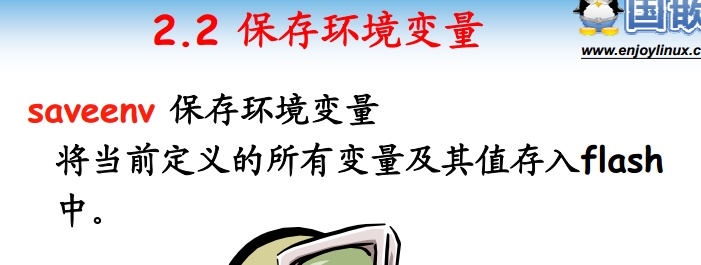 2.2 保存环境变量
国嵌
www.enjoylinux.c
saveenv 保存环境变量
将当前定义的所有变量及其值存入flash
中。